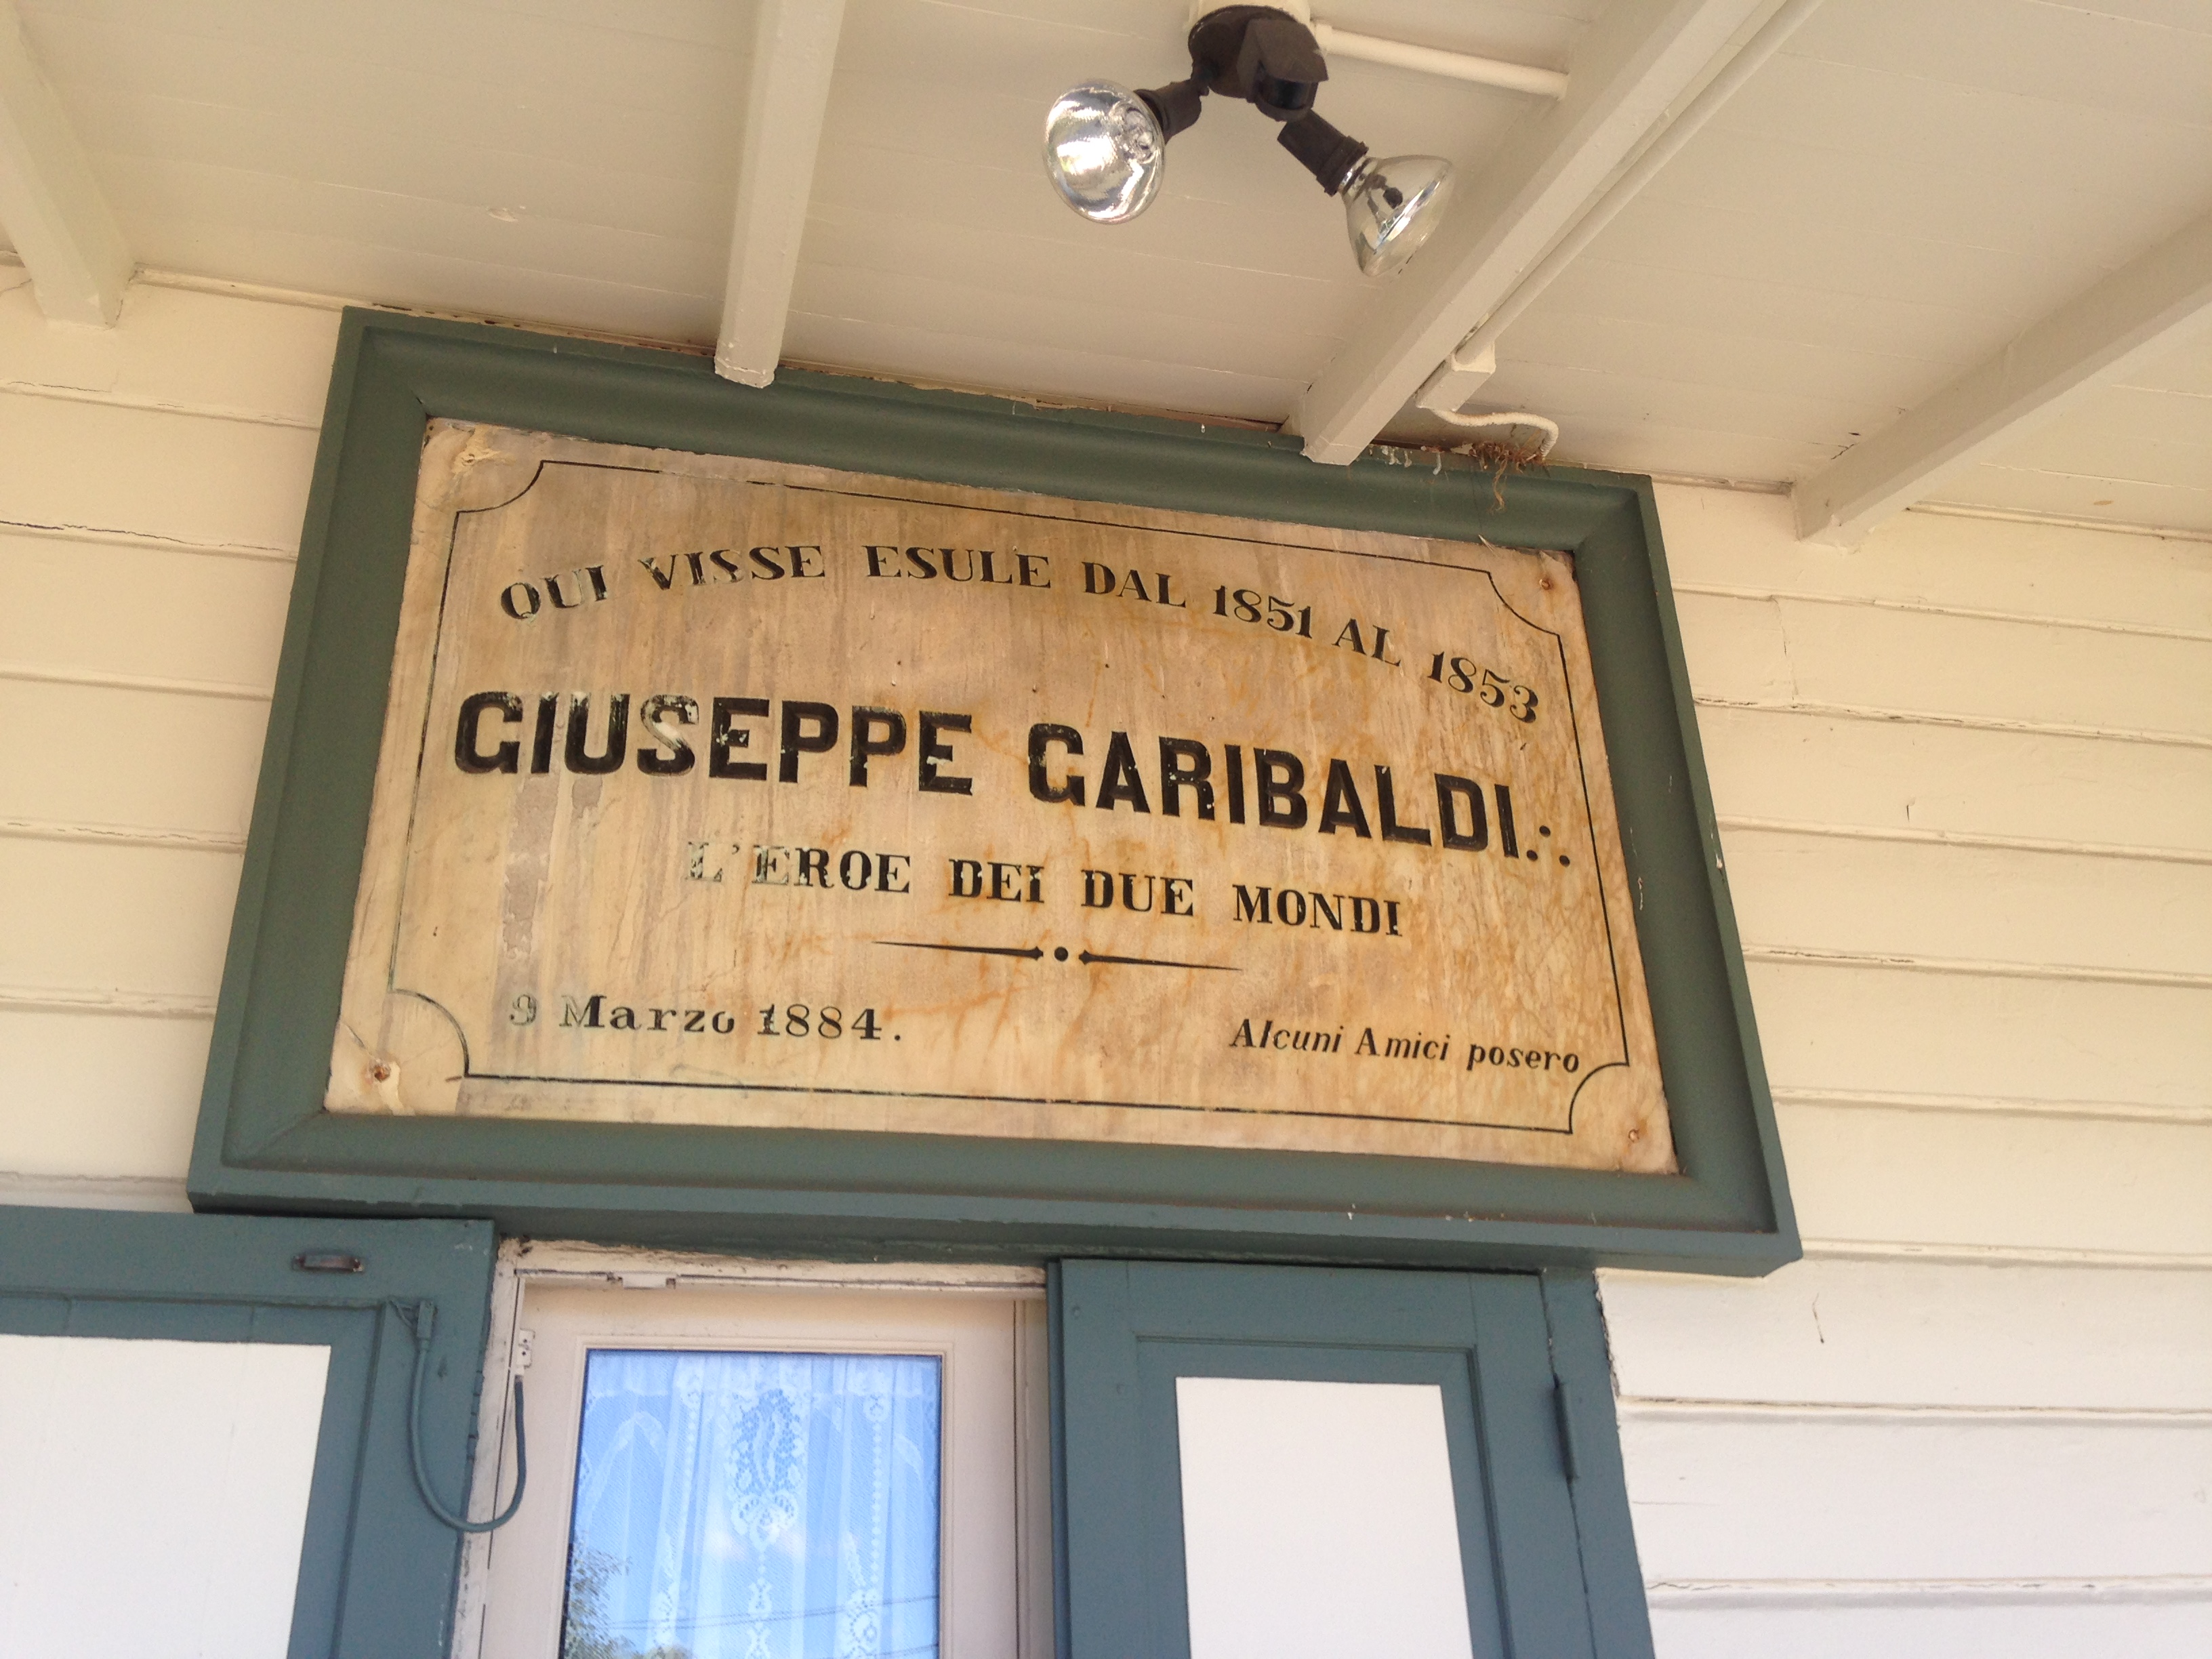 QUI VISSE ESULE DAL 1851 AL 1853
GIUSEPPE GARIBALDI.∴
L'EROE DEI DUE MONDI
9 Marzo 1884.
Alcuni Amici posero